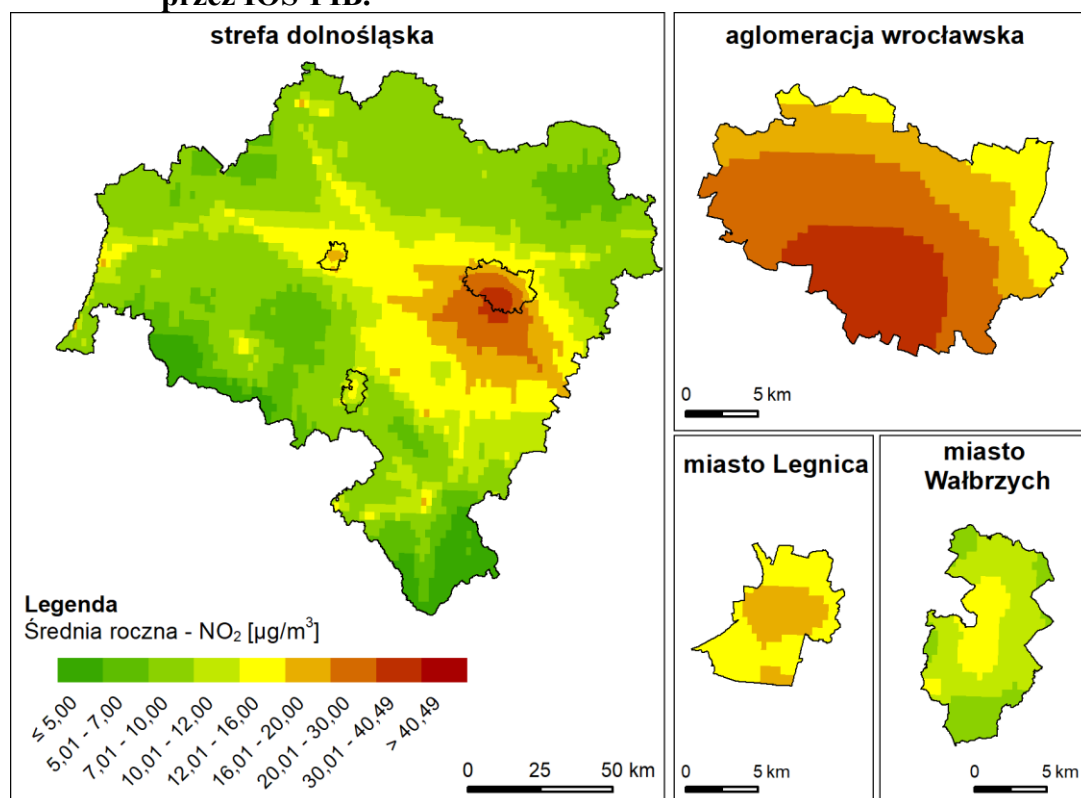 przez IOŚ-PIB.
strefa dolnośląska
aglomeracja wrocławska
0 5 km
miasto Legnica
0 5 km
miasto
Wałbrzych
0 5 km
Legenda
Średnia roczna - NO₂ [µg/m³]
≤ 5,00
5,01 - 7,00
7,01 - 10,00
10,01 - 12,00
12,01 - 16,00
16,01 - 20,00
20,01 - 30,00
30,01 - 40,49
> 40,49
0 25 50 km